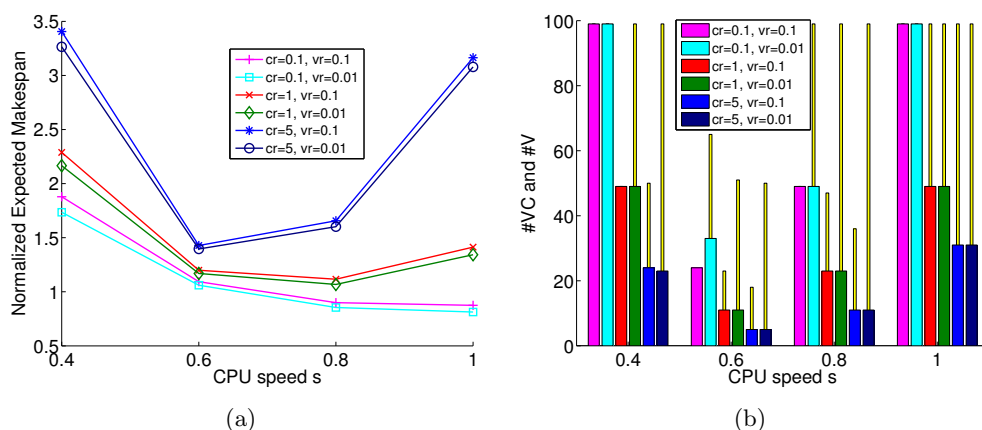 3.5
3
2.5
2
1.5
1
0.5
Normalized Expected Makespan
cr=0.1, vr=0.1
cr=0.1, vr=0.01
cr=1, vr=0.1
cr=1, vr=0.01
cr=5, vr=0.1
cr=5, vr=0.01
0.4 0.6 0.8 1
CPU speed s
(a)
100
80
60
40
20
0
#VC and #V
cr=0.1, vr=0.1
cr=0.1, vr=0.01
cr=1, vr=0.1
cr=1, vr=0.01
cr=5, vr=0.1
cr=5, vr=0.01
0.4 0.6 0.8 1
CPU speed s
(b)